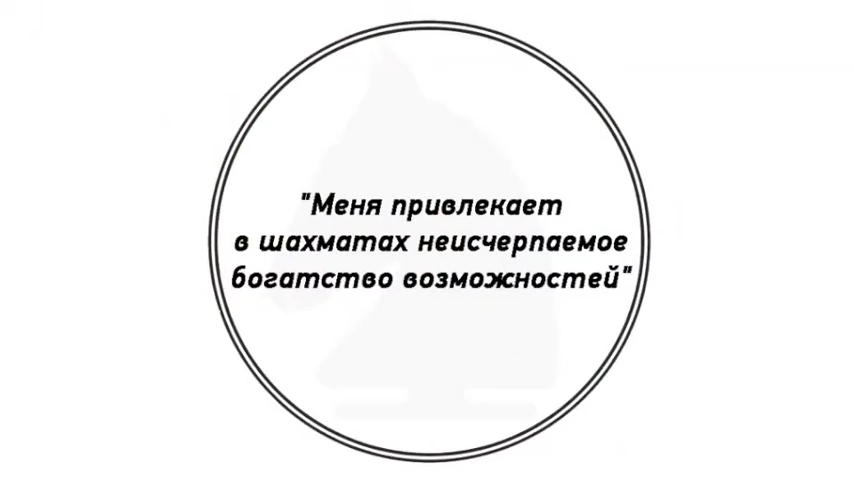 "Меня привлекает
в шахматах неисчерпаемое
богатство возможностей"